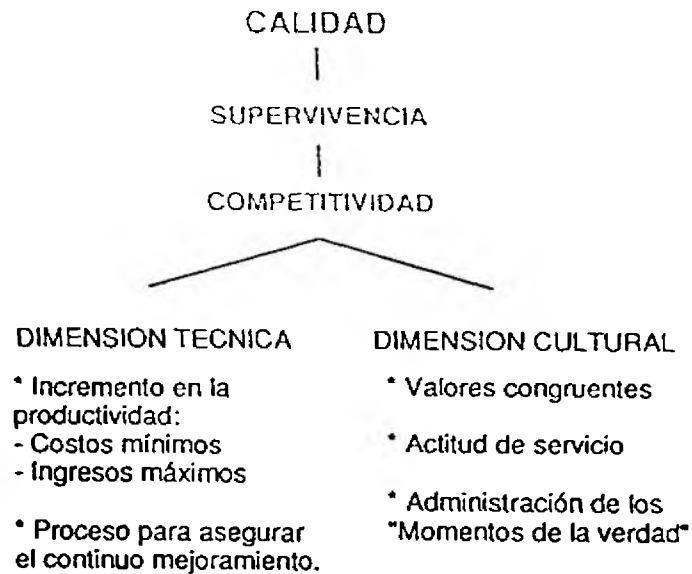 CALIDAD
SUPERVIVENCIA
COMPETITIVIDAD
DIMENSION TECNICA
* Incremento en la
productividad:
- Costos mínimos
- Ingresos máximos
* Proceso para asegurar
el continuo mejoramiento.
DIMENSION CULTURAL
* Valores congruentes
* Actitud de servicio
* Administración de los
"Momentos de la verdad"